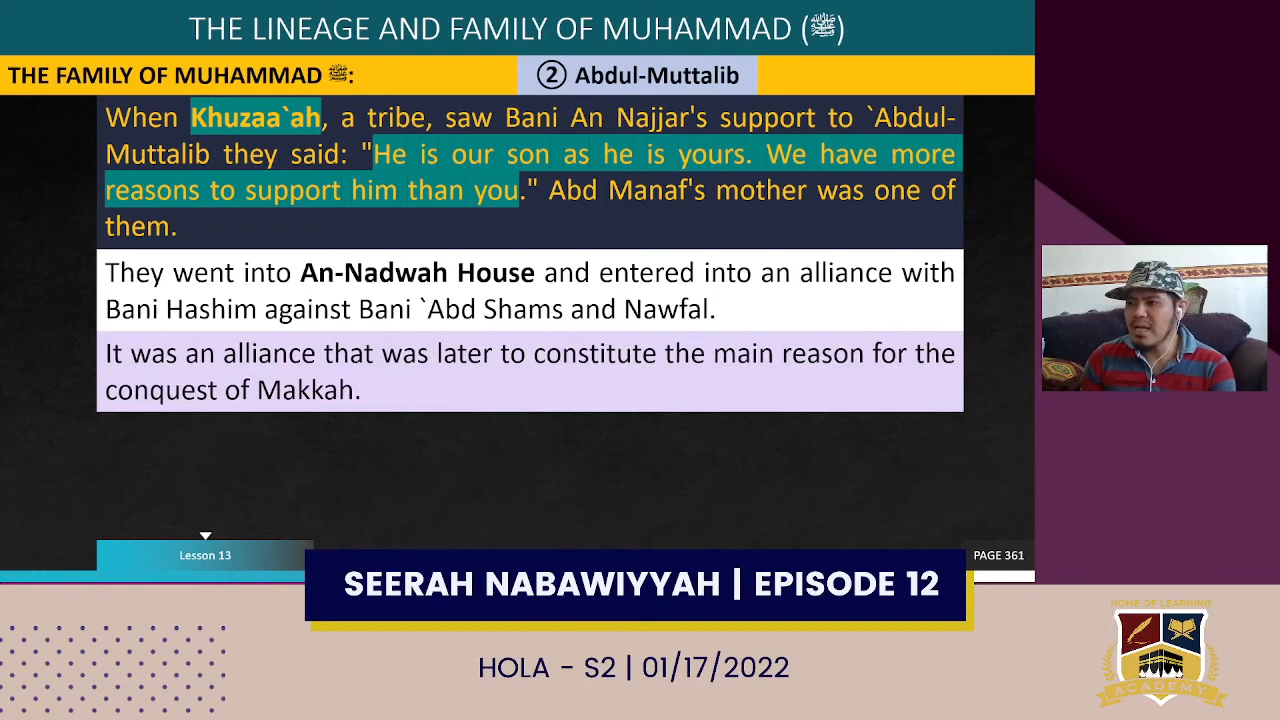 THE LINEAGE AND FAMILY OF MUHAMMAD (ﷺ)
THE FAMILY OF MUHAMMAD ﷺ:
② Abdul-Muttalib
When Khuzaa`ah, a tribe, saw Bani An Najjar's support to `Abdul-
Muttalib they said: "He is our son as he is yours. We have more
reasons to support him than you." Abd Manaf's mother was one of
them.
They went into An-Nadwah House and entered into an alliance with
Bani Hashim against Bani `Abd Shams and Nawfal.
It was an alliance that was later to constitute the main reason for the
conquest of Makkah.
Lesson 13
PAGE 361
SEERAH NABAWIYYAH | EPISODE 12
HOLA - S2 | 01/17/2022
HOME OF LEARNING
ACADEMY